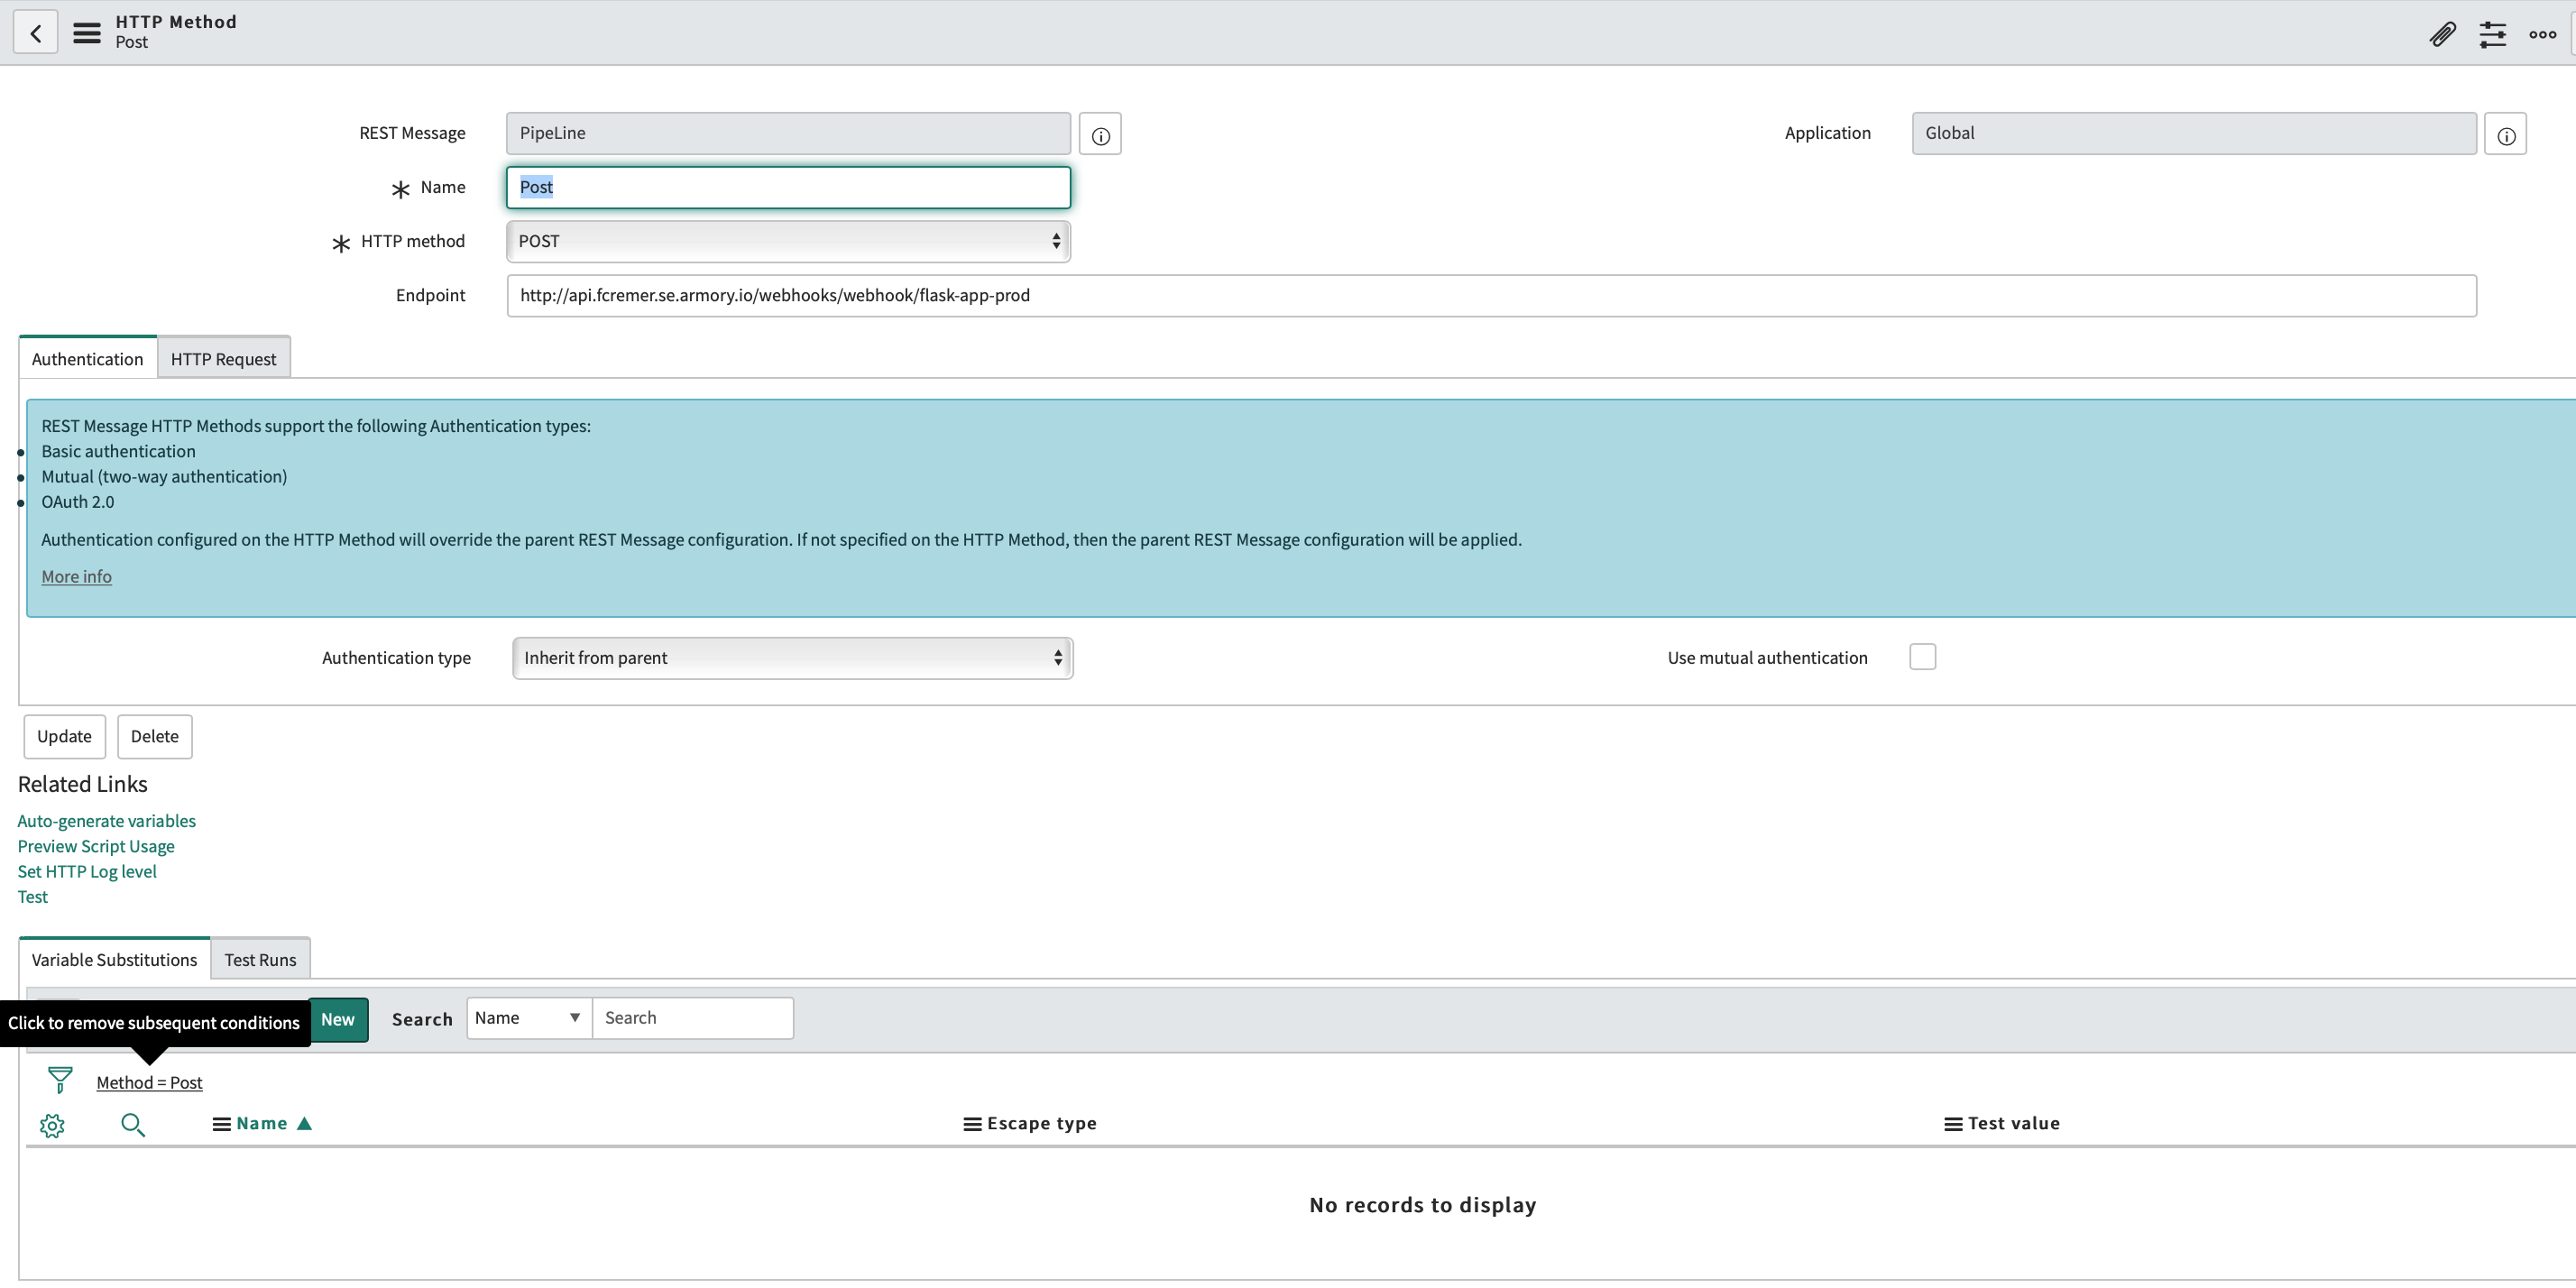 HTTP Method
Post
REST Message PipeLine Application Global
Name Post
HTTP method POST
Endpoint http://api.fcremer.se.armory.io/webhooks/webhook/flask-app-prod
Authentication HTTP Request
REST Message HTTP Methods support the following Authentication types:
Basic authentication
Mutual (two-way authentication)
OAuth 2.0
Authentication configured on the HTTP Method will override the parent REST Message configuration. If not specified on the HTTP Method, then the parent REST Message configuration will be applied.
More info
Authentication type Inherit from parent Use mutual authentication
Update Delete
Related Links
Auto-generate variables
Preview Script Usage
Set HTTP Log level
Test
Variable Substitutions Test Runs
Click to remove subsequent conditions New Search Name Search
Method = Post
Name Escape type Test value
No records to display